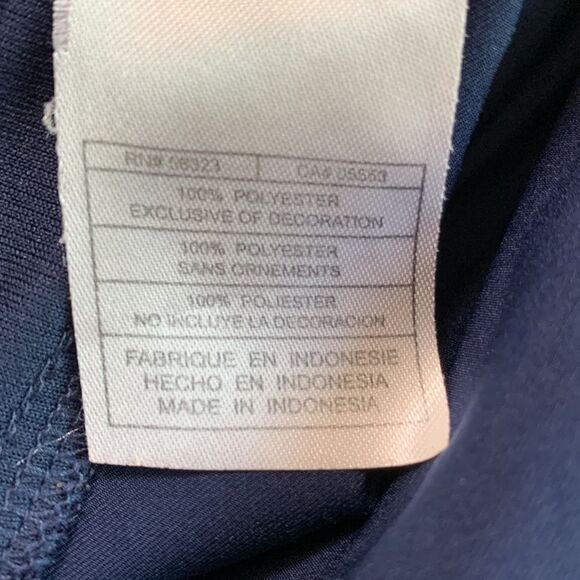 RN# 56323 CA# 05553
100% POLYESTER
EXCLUSIVE OF DECORATION
100% POLYESTER
SANS ORNEMENTS
100% POLIESTER
NO INCLUYE LA DECORACION
FABRIQUE EN INDONESIE
HECHO EN INDONESIA
MADE IN INDONESIA